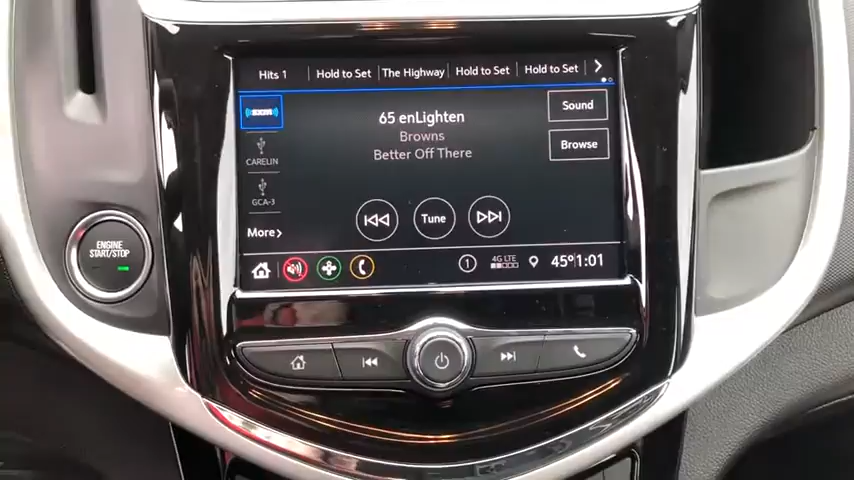 Hits 1
Hold to Set
The Highway
Hold to Set
Hold to Set
65 enLighten
Browns
Better Off There
Sound
Browse
CARELIN
GCA-3
More
Tune
1
4G LTE
45° 1:01
ENGINE
START/STOP